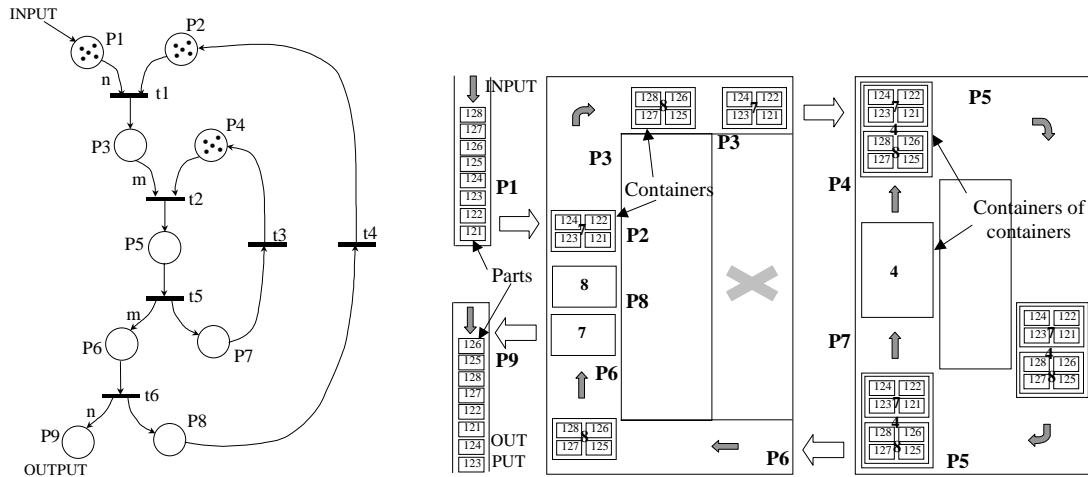 INPUT
P1
P2
n
t1
P3
P4
m
t2
P5
t3
t4
t5
m
P6
P7
t6
n
P8
P9
OUTPUT
INPUT
128
127
126
125
124
123
122
121
P1
Parts
P9
126
125
128
127
122
121
124
123
OUT
PUT
128 126
8
127 125
124 122
7
123 121
P3
P3
Containers
124 122
7
123 121
P2
8
P8
7
P6
128 126
8
127 125
P6
124 122
7
123 121
4
128 126
8
127 125
P5
P4
Containers of
containers
4
P7
124 122
7
123 121
4
128 126
8
127 125
124 122
7
123 121
4
128 126
8
127 125
P5